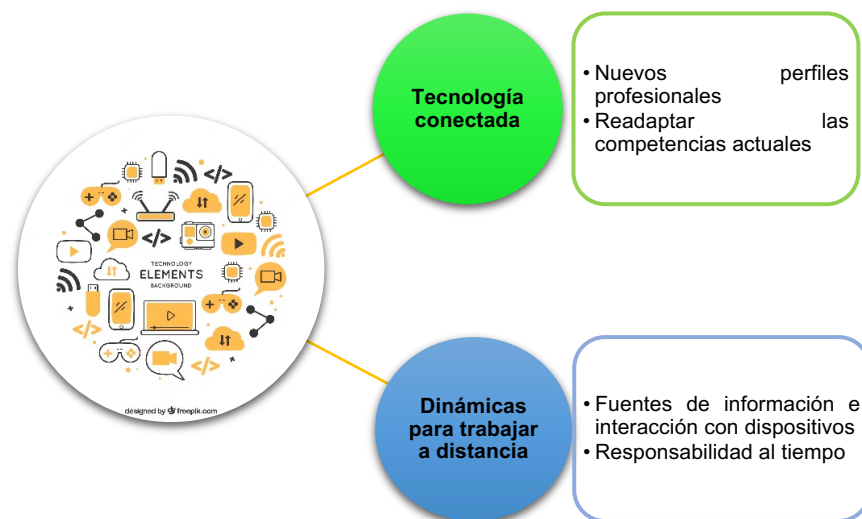 Tecnología
conectada
• Nuevos perfiles
profesionales
• Readaptar las
competencias actuales
</>
</>
TECHNOLOGY
ELEMENTS
BACKGROUND
</>
</>
designed by freepik.com
Dinámicas
para trabajar
a distancia
• Fuentes de información e
interacción con dispositivos
• Responsabilidad al tiempo